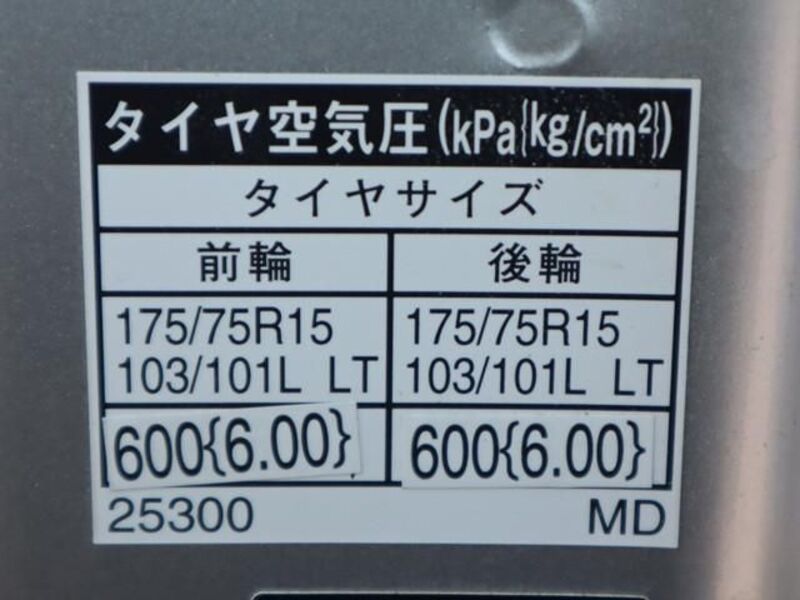 タイヤ空気圧(kPa{kg/cm²})
タイヤサイズ
前輪 後輪
175/75R15 175/75R15
103/101L LT 103/101L LT
600{6.00} 600{6.00}
25300 MD